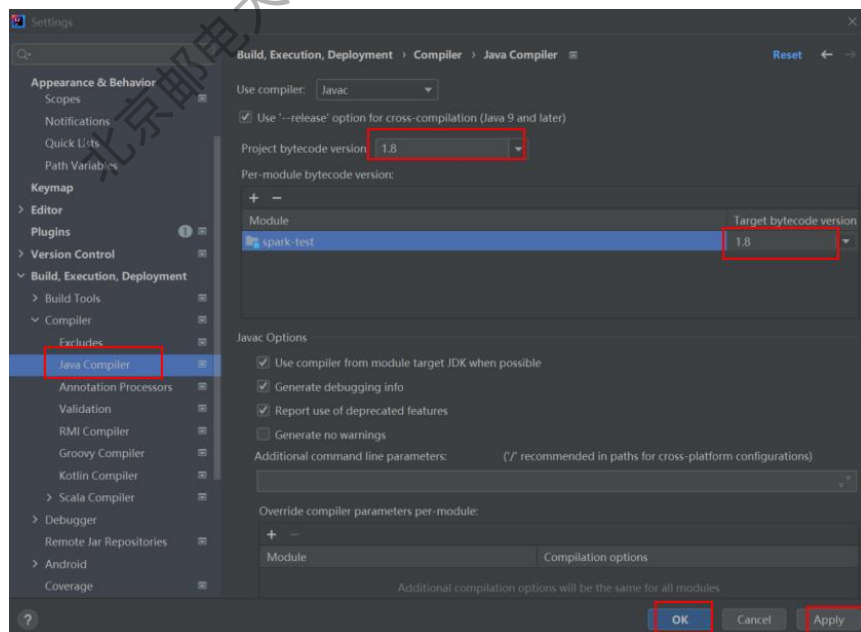 Settings
北京邮电大
Build, Execution, Deployment › Compiler › Java Compiler
Reset
Appearance & Behavior
Scopes
Notifications
Quick Lists
Path Variables
Keymap
Editor
Plugins
1
Version Control
Build, Execution, Deployment
Build Tools
Compiler
Excludes
Java Compiler
Annotation Processors
Validation
RMI Compiler
Groovy Compiler
Kotlin Compiler
Scala Compiler
Debugger
Remote Jar Repositories
Android
Coverage
Use compiler: Javac
Use '--release' option for cross-compilation (Java 9 and later)
Project bytecode version 1.8
Per-module bytecode version:
+ −
Module Target bytecode version
spark-test 1.8
Javac Options
Use compiler from module target JDK when possible
Generate debugging info
Report use of deprecated features
Generate no warnings
Additional command line parameters: ('/' recommended in paths for cross-platform configurations)
Override compiler parameters per-module:
+ −
Module Compilation options
Additional compilation options will be the same for all modules
?
OK Cancel Apply